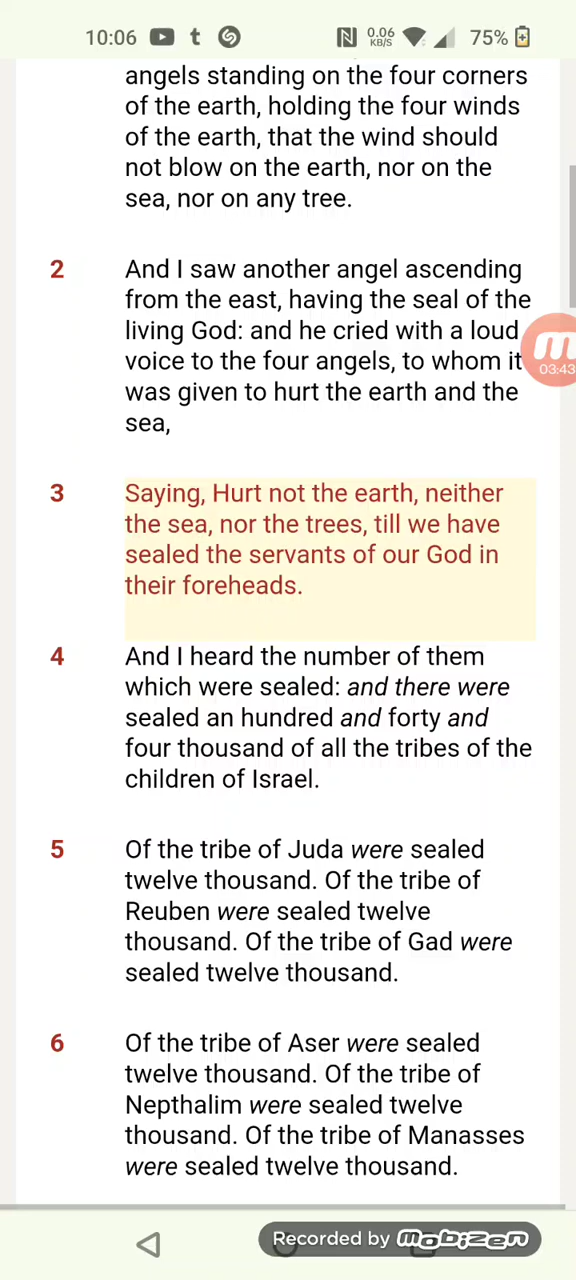 10:06 t 0.06 KB/S 75%
angels standing on the four corners
of the earth, holding the four winds
of the earth, that the wind should
not blow on the earth, nor on the
sea, nor on any tree.
2 And I saw another angel ascending
from the east, having the seal of the
living God: and he cried with a loud
voice to the four angels, to whom it
was given to hurt the earth and the
sea,
03:43
3 Saying, Hurt not the earth, neither
the sea, nor the trees, till we have
sealed the servants of our God in
their foreheads.
4 And I heard the number of them
which were sealed: and there were
sealed an hundred and forty and
four thousand of all the tribes of the
children of Israel.
5 Of the tribe of Juda were sealed
twelve thousand. Of the tribe of
Reuben were sealed twelve
thousand. Of the tribe of Gad were
sealed twelve thousand.
6 Of the tribe of Aser were sealed
twelve thousand. Of the tribe of
Nepthalim were sealed twelve
thousand. Of the tribe of Manasses
were sealed twelve thousand.
Recorded by Mobizen